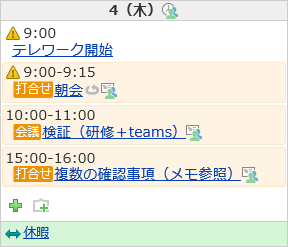 4（木）
9:00
テレワーク開始
9:00-9:15
打合せ 朝会
10:00-11:00
会議 検証（研修＋teams）
15:00-16:00
打合せ 複数の確認事項（メモ参照）
休暇